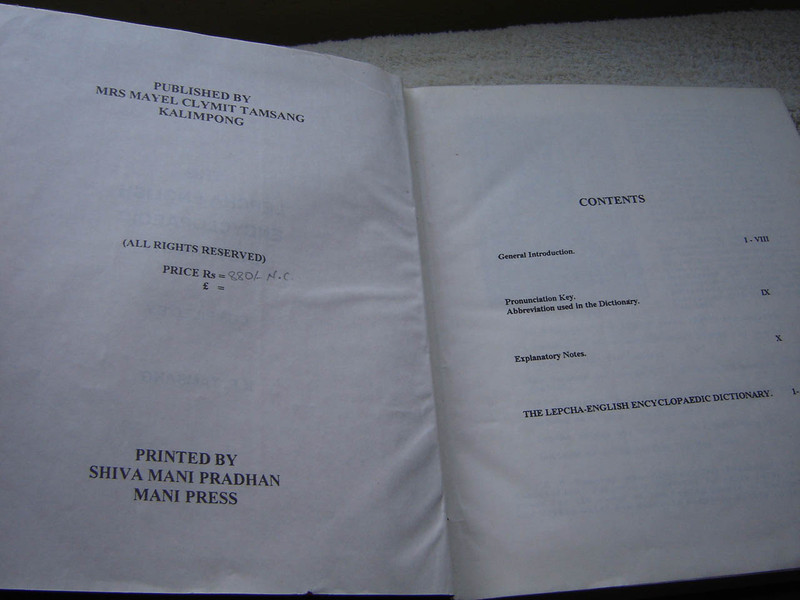 PUBLISHED BY
MRS MAYEL CLYMIT TAMSANG
KALIMPONG
(ALL RIGHTS RESERVED)
PRICE Rs = 880/. N.C.
£ =
PRINTED BY
SHIVA MANI PRADHAN
MANI PRESS
CONTENTS
General Introduction. I - VIII
Pronunciation Key. IX
Abbreviation used in the Dictionary.
Explanatory Notes. X
THE LEPCHA-ENGLISH ENCYCLOPAEDIC DICTIONARY. 1-